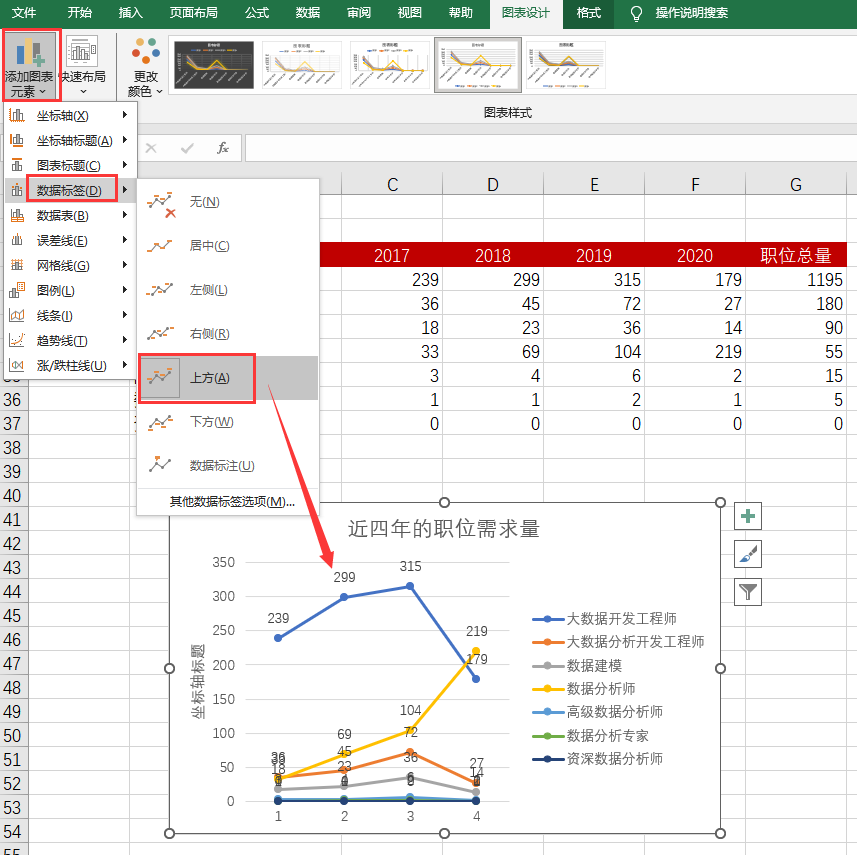 文件 开始 插入 页面布局 公式 数据 审阅 视图 帮助 图表设计 格式 操作说明搜索
添加图表
元素
快速布局
更改
颜色
图表样式
坐标轴(X)
坐标轴标题(A)
图表标题(C)
数据标签(D)
数据表(B)
误差线(E)
网格线(G)
图例(L)
线条(I)
趋势线(T)
涨/跌柱线(U)
无(N)
居中(C)
左侧(L)
右侧(R)
上方(A)
下方(W)
数据标注(U)
其他数据标签选项(M)...
fx
C D E F G
2017 2018 2019 2020 职位总量
239 299 315 179 1195
36 45 72 27 180
18 23 36 14 90
33 69 104 219 55
3 4 6 2 15
36 1 1 2 1 5
37 0 0 0 0 0
38
39
40
41
42
43
44
45
46
47
48
49
50
51
52
53
54
55
近四年的职位需求量
坐标轴标题
350
300
250
200
150
100
50
0
1 2 3 4
239
299
315
179
219
104
69
72
45
36
23
27
14
18
36
大数据开发工程师
大数据分析开发工程师
数据建模
数据分析师
高级数据分析师
数据分析专家
资深数据分析师